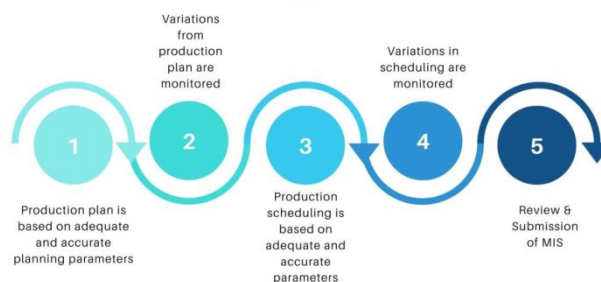 1
Production plan is
based on adequate
and accurate
planning parameters
Variations
from
production
plan are
monitored
2
3
Production
scheduling is
based on
adequate and
accurate
parameters
Variations in
scheduling are
monitored
4
5
Review &
Submission
of MIS